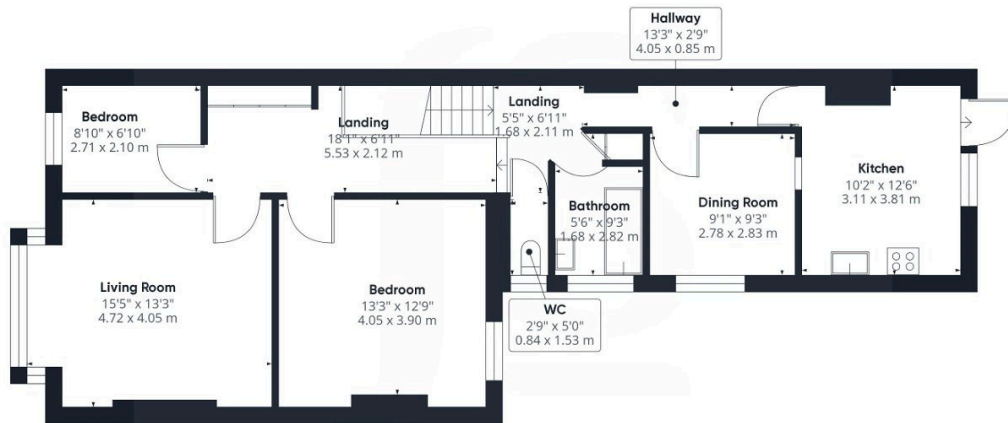 Hallway
13'3" x 2'9"
4.05 x 0.85 m
Bedroom
8'10" x 6'10"
2.71 x 2.10 m
Landing
18'1" x 6'11"
5.53 x 2.12 m
Landing
5'5" x 6'11"
1.68 x 2.11 m
Bathroom
5'6" x 9'3"
1.68 x 2.82 m
Dining Room
9'1" x 9'3"
2.78 x 2.83 m
Kitchen
10'2" x 12'6"
3.11 x 3.81 m
Living Room
15'5" x 13'3"
4.72 x 4.05 m
Bedroom
13'3" x 12'9"
4.05 x 3.90 m
WC
2'9" x 5'0"
0.84 x 1.53 m